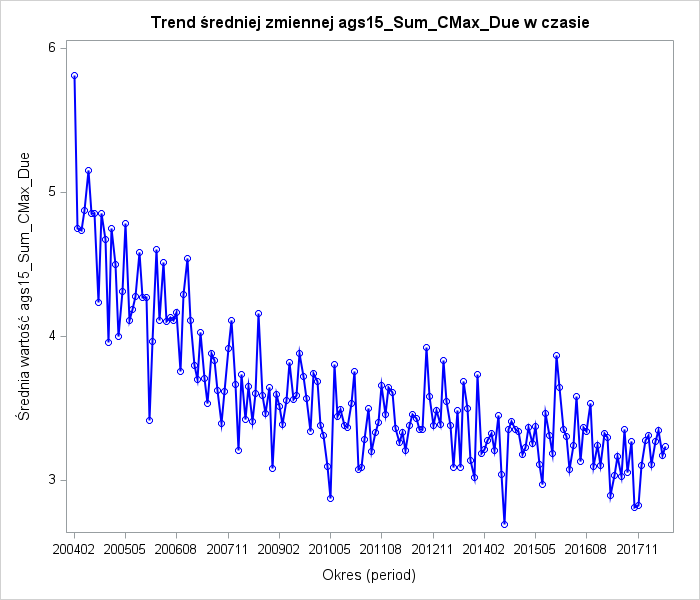 Trend średniej zmiennej ags15_Sum_CMax_Due w czasie
Średnia wartość ags15_Sum_CMax_Due
6
5
4
3
200402 200505 200608 200711 200902 201005 201108 201211 201402 201505 201608 201711
Okres (period)